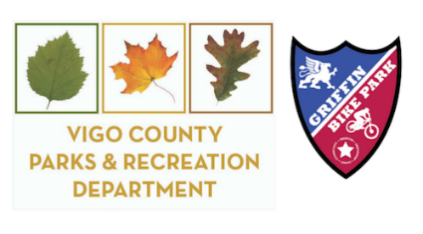 VIGO COUNTY
PARKS & RECREATION
DEPARTMENT
GRIFFIN
BIKE PARK